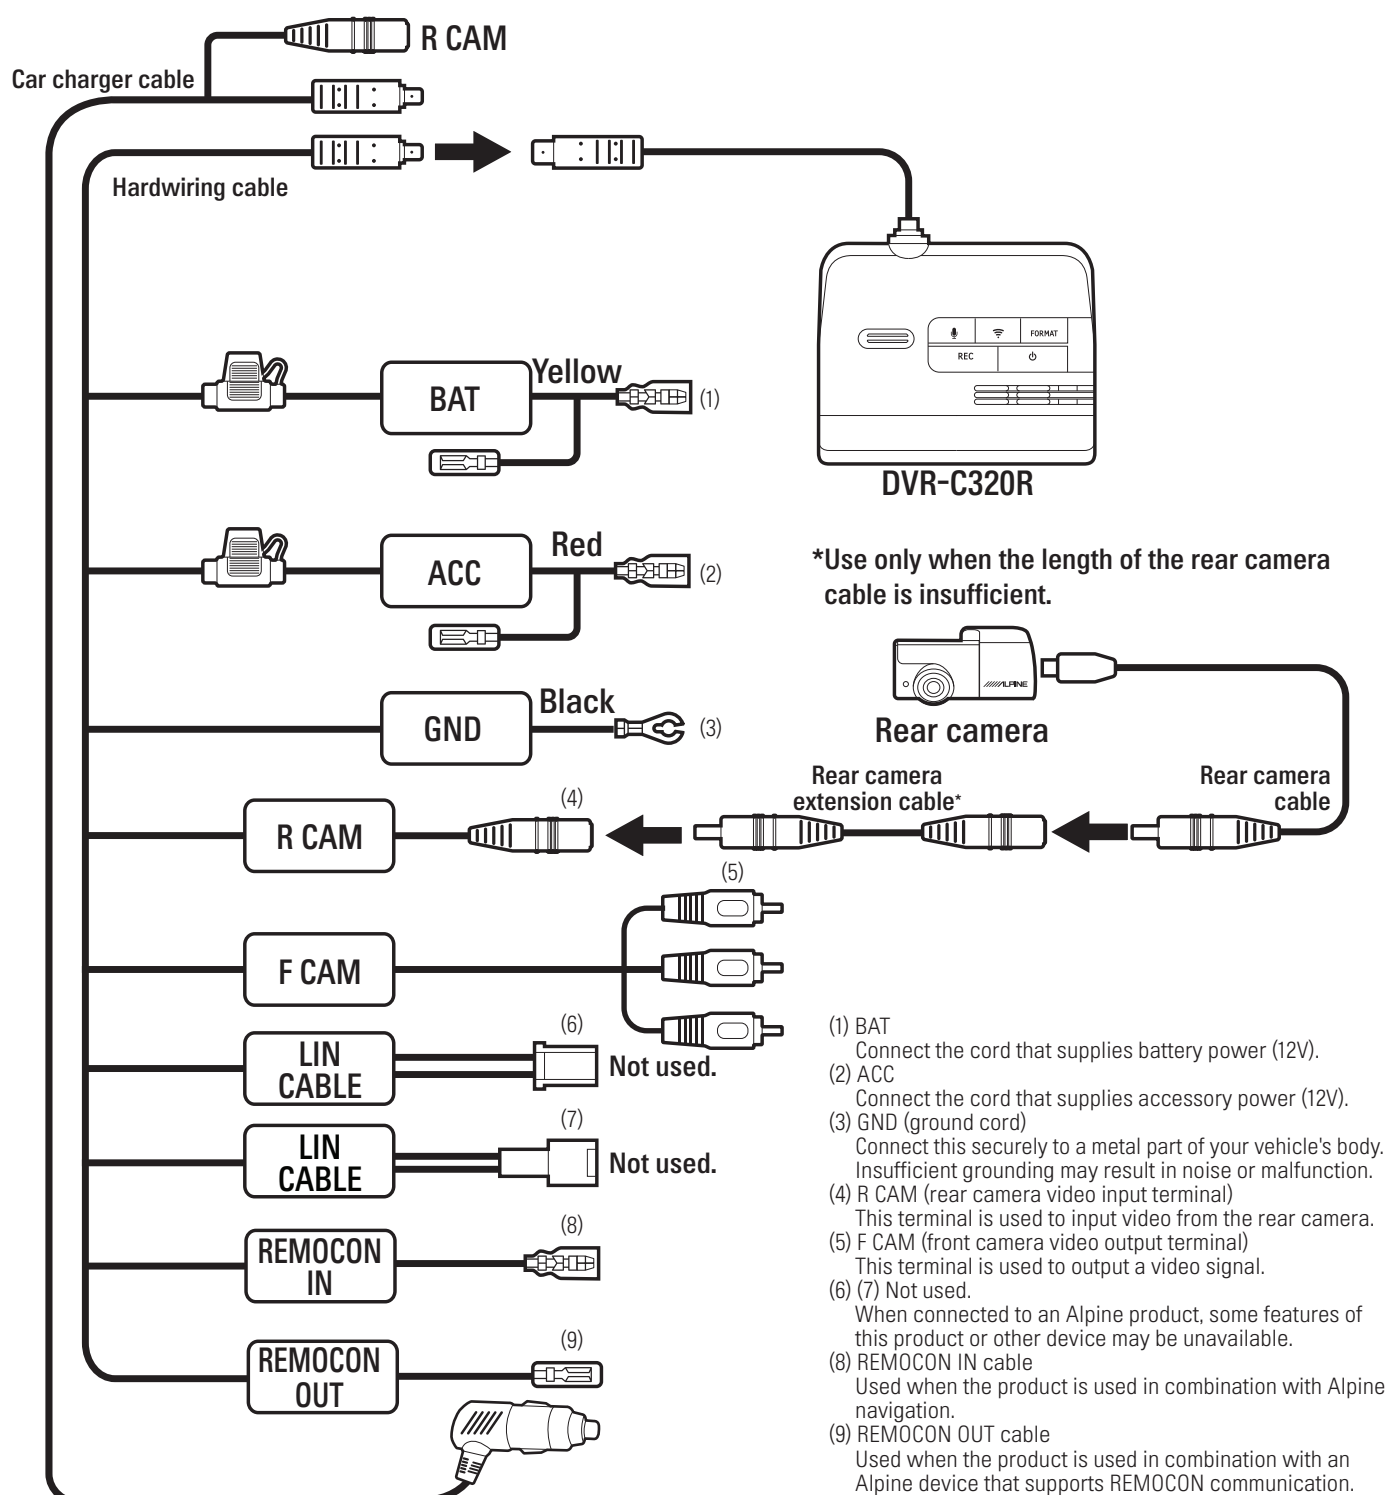 R CAM
Car charger cable
Hardwiring cable
FORMAT
REC
BAT
Yellow
(1)
DVR-C320R
ACC
Red
(2)
*Use only when the length of the rear camera
cable is insufficient.
ALPINE
Rear camera
GND
Black
(3)
Rear camera
extension cable*
Rear camera
cable
R CAM
(4)
F CAM
(5)
LIN
CABLE
(6)
Not used.
LIN
CABLE
(7)
Not used.
REMOCON
IN
(8)
REMOCON
OUT
(9)
(1) BAT
Connect the cord that supplies battery power (12V).
(2) ACC
Connect the cord that supplies accessory power (12V).
(3) GND (ground cord)
Connect this securely to a metal part of your vehicle's body.
Insufficient grounding may result in noise or malfunction.
(4) R CAM (rear camera video input terminal)
This terminal is used to input video from the rear camera.
(5) F CAM (front camera video output terminal)
This terminal is used to output a video signal.
(6) (7) Not used.
When connected to an Alpine product, some features of
this product or other device may be unavailable.
(8) REMOCON IN cable
Used when the product is used in combination with Alpine
navigation.
(9) REMOCON OUT cable
Used when the product is used in combination with an
Alpine device that supports REMOCON communication.